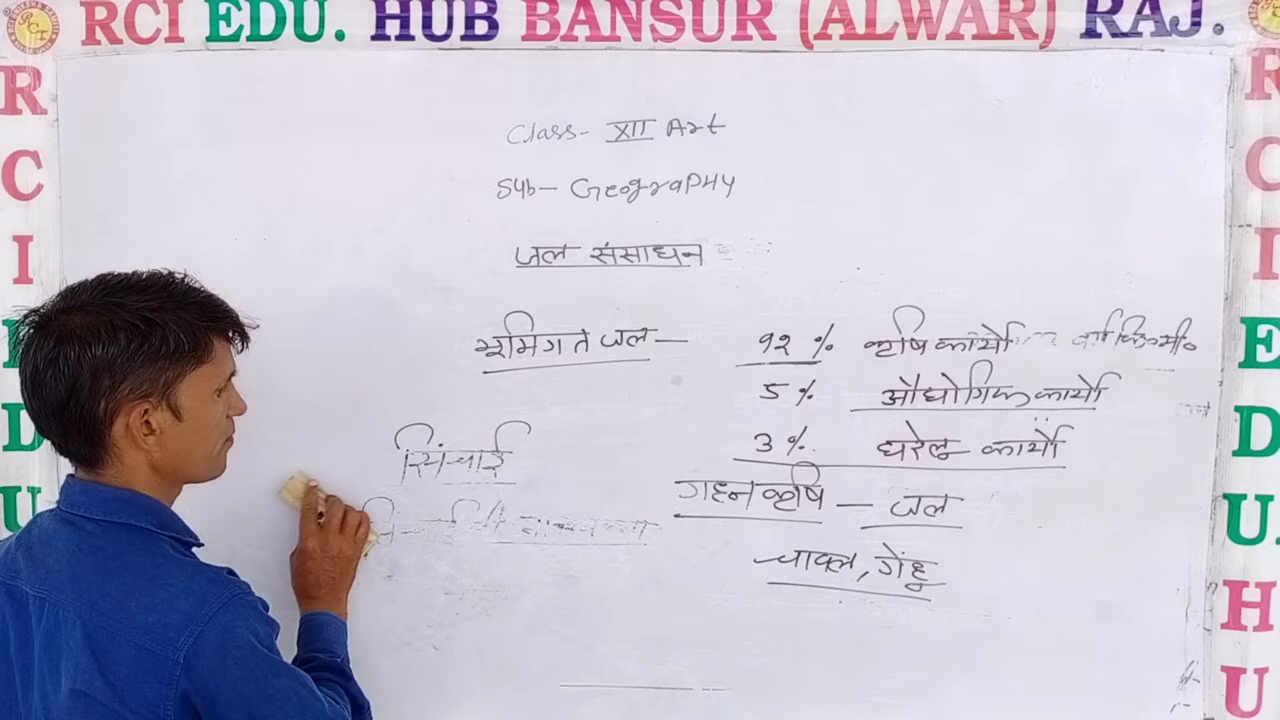 RCI EDU. HUB BANSUR (ALWAR) RAJ.
R
C
I
E
D
U
Class- XII Art
Sub- GeograPHy
जल संसाधन
भूमिगत जल — 92 % कृषि कार्यो
5 % औधोगिक कार्यो
3 % घरेलू कार्यो
सिंचाई
गहन कृषि — जल
चावल, गेंहू
R
C
I
E
D
U.
H
U